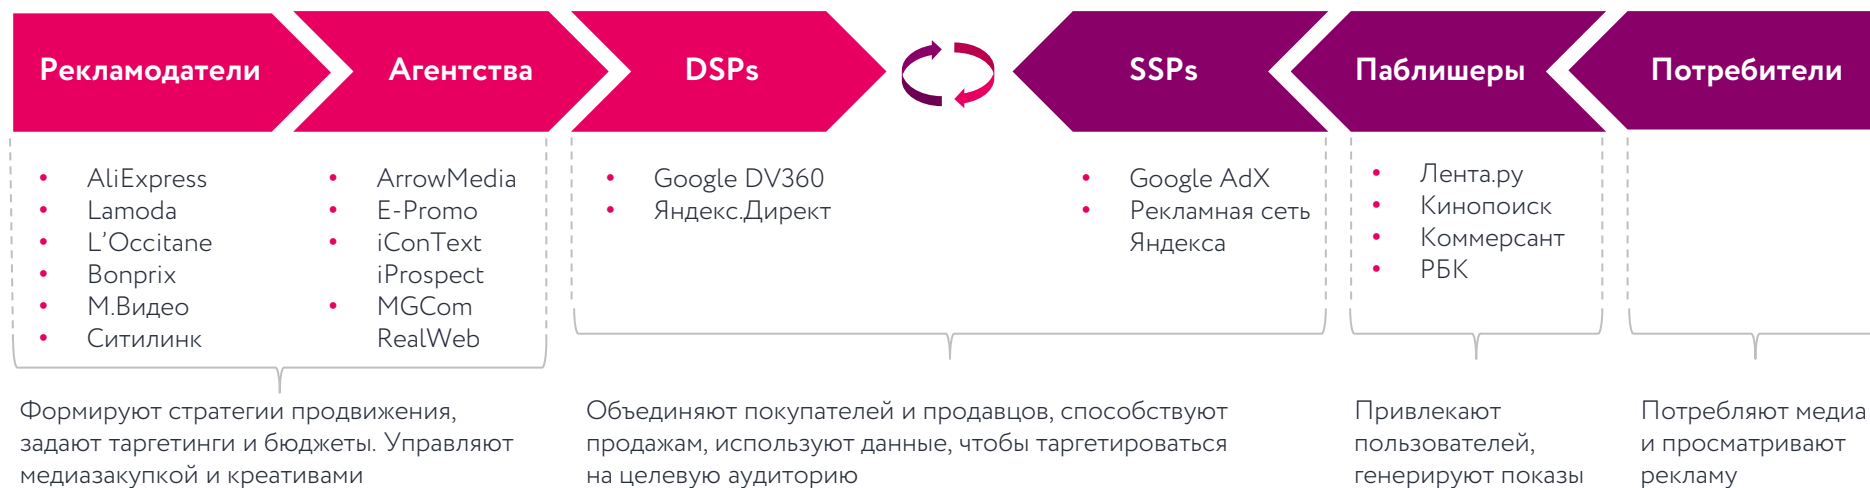 Рекламодатели
Агентства
DSPs
SSPs
Паблишеры
Потребители
• AliExpress
• Lamoda
• L’Occitane
• Bonprix
• М.Видео
• Ситилинк
• ArrowMedia
• E-Promo
• iConText
iProspect
• MGCom
RealWeb
• Google DV360
• Яндекс.Директ
• Google AdX
• Рекламная сеть
Яндекса
• Лента.ру
• Кинопоиск
• Коммерсант
• РБК
Формируют стратегии продвижения,
задают таргетинги и бюджеты. Управляют
медиазакупкой и креативами
Объединяют покупателей и продавцов, способствуют
продажам, используют данные, чтобы таргетироваться
на целевую аудиторию
Привлекают
пользователей,
генерируют показы
Потребляют медиа
и просматривают
рекламу